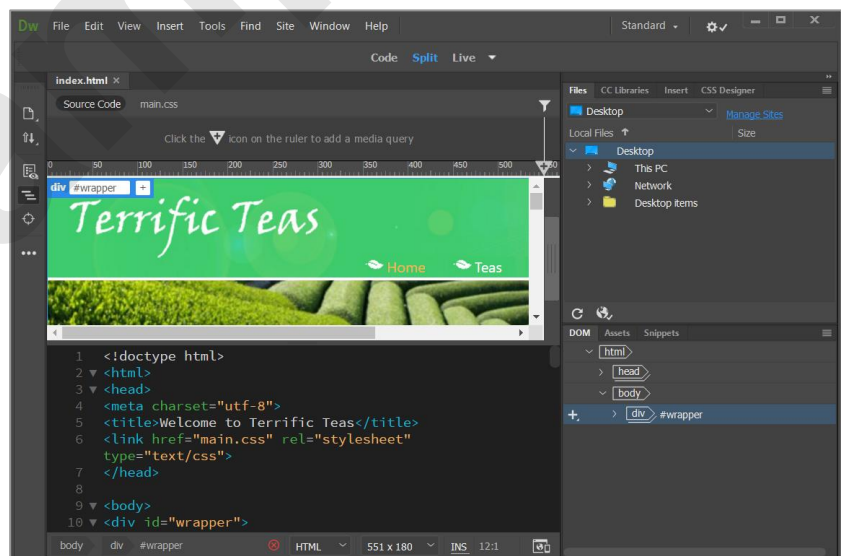 Dw File Edit View Insert Tools Find Site Window Help Standard
Code Split Live
index.html ×
Source Code main.css
Click the icon on the ruler to add a media query
0 50 100 150 200 250 300 350 400 450 500
div #wrapper +
Terrific Teas
Home Teas
1 <!doctype html>
2 <html>
3 <head>
4 <meta charset="utf-8">
5 <title>Welcome to Terrific Teas</title>
6 <link href="main.css" rel="stylesheet"
type="text/css">
7 </head>
8
9 <body>
10 <div id="wrapper">
body div #wrapper HTML 551 x 180 INS 12:1
Files CC Libraries Insert CSS Designer
Desktop Manage Sites
Local Files Size
Desktop
This PC
Network
Desktop items
DOM Assets Snippets
html
head
body
div #wrapper